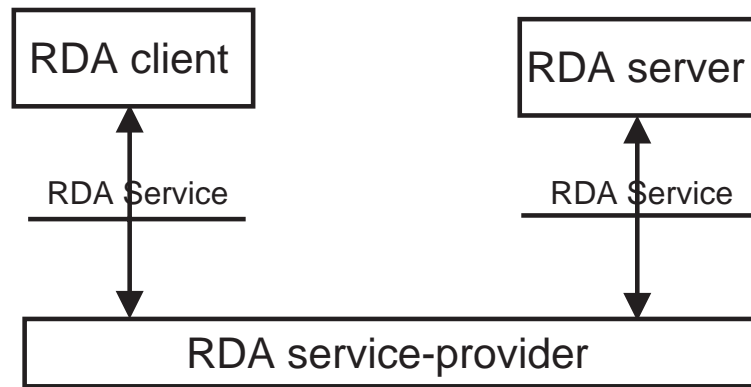 RDA client
RDA server
RDA Service
RDA Service
RDA service-provider